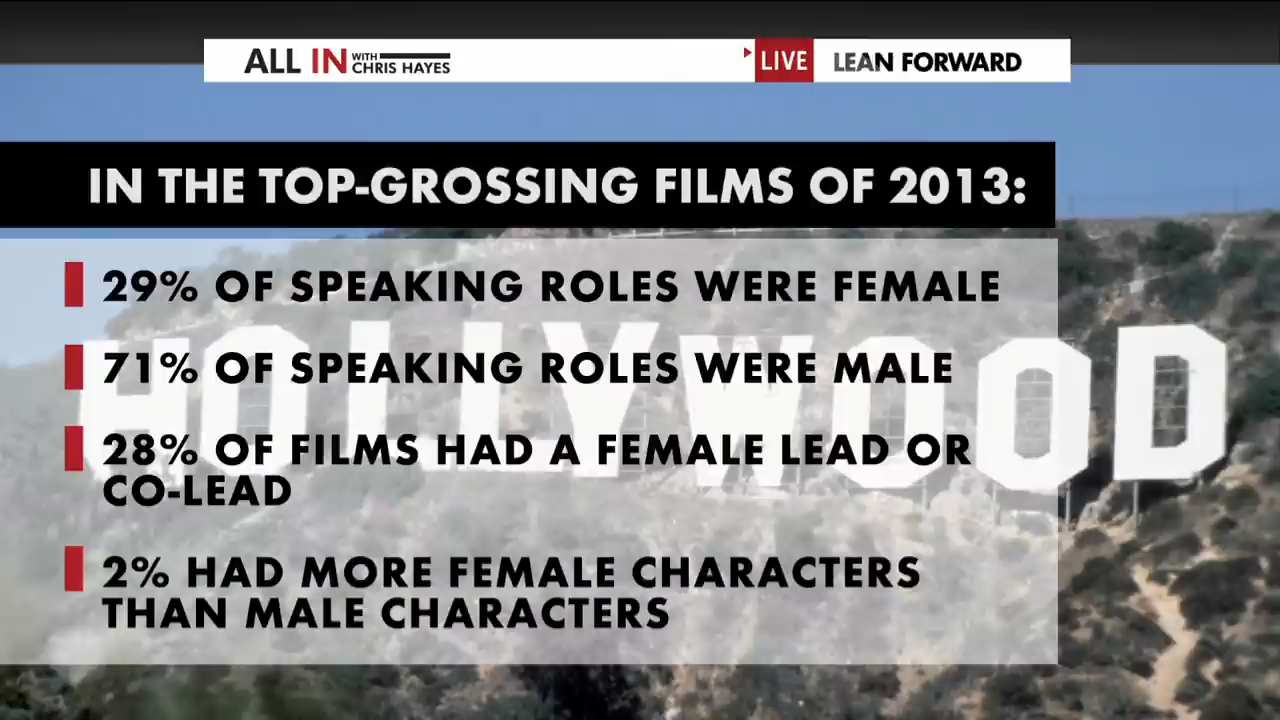 ALL IN WITH CHRIS HAYES
LIVE LEAN FORWARD
IN THE TOP-GROSSING FILMS OF 2013:
29% OF SPEAKING ROLES WERE FEMALE
71% OF SPEAKING ROLES WERE MALE
28% OF FILMS HAD A FEMALE LEAD OR
CO-LEAD
2% HAD MORE FEMALE CHARACTERS
THAN MALE CHARACTERS
HOLLYWOOD